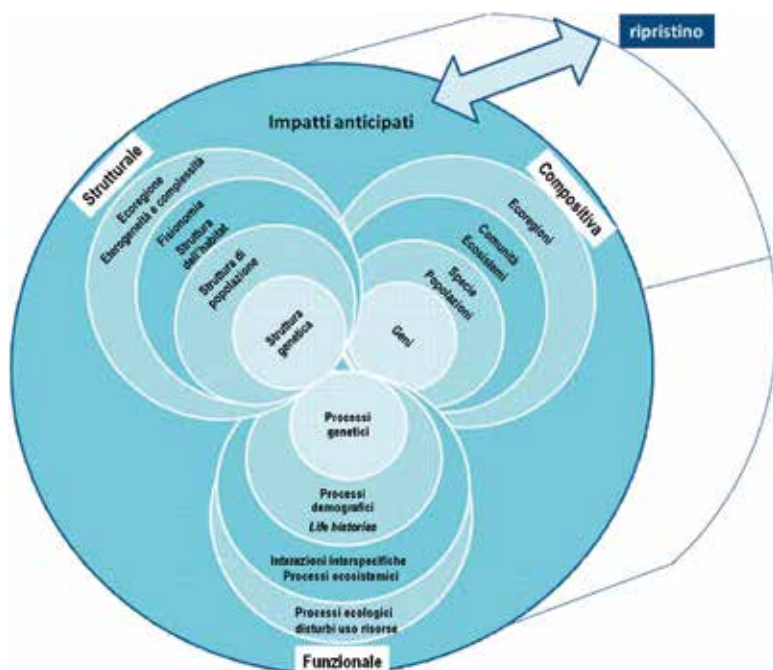 ripristino
Impatti anticipati
Strutturale
Ecoregione
Eterogeneità e complessità
Fisionomia
Struttura
dell'habitat
Struttura di
popolazione
Struttura
genetica
Compositiva
Ecoregioni
Comunità
Ecosistemi
Specie
Popolazioni
Geni
Processi
genetici
Processi
demografici
Life histories
Interazioni interspecifiche
Processi ecosistemici
Processi ecologici
disturbi uso risorse
Funzionale